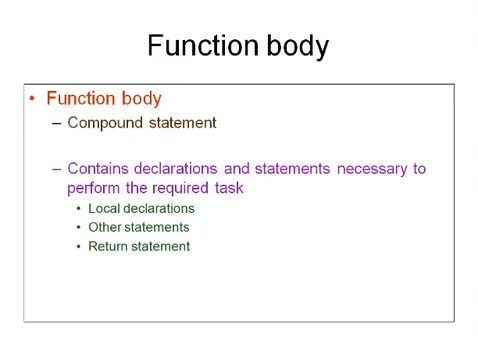 Function body
• Function body
– Compound statement
– Contains declarations and statements necessary to
perform the required task
• Local declarations
• Other statements
• Return statement